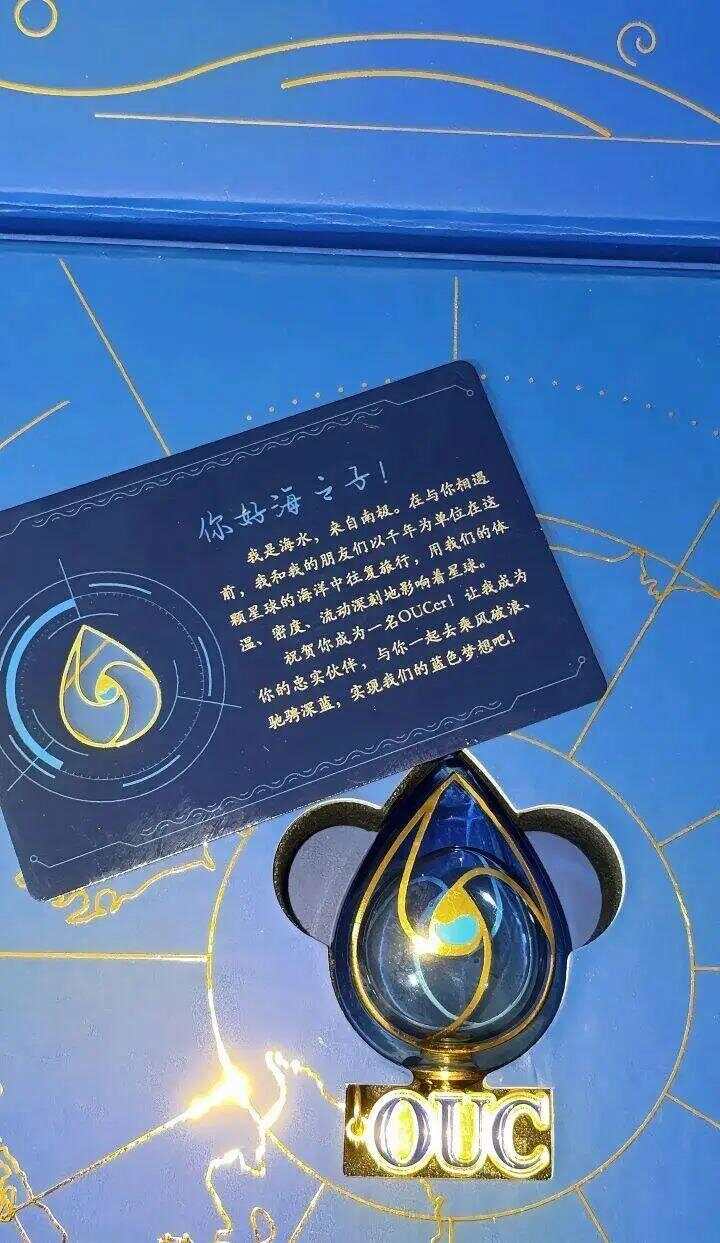 你好海之子！
我是海水，来自南极。在与你相遇
前，我和我的朋友们以千年为单位在这
颗星球的海洋中往复旅行，用我们的体
温、密度、流动深刻地影响着星球。
祝贺你成为一名OUCer！让我成为
你的忠实伙伴，与你一起去乘风破浪、
驰骋深蓝，实现我们的蓝色梦想吧！
OUC